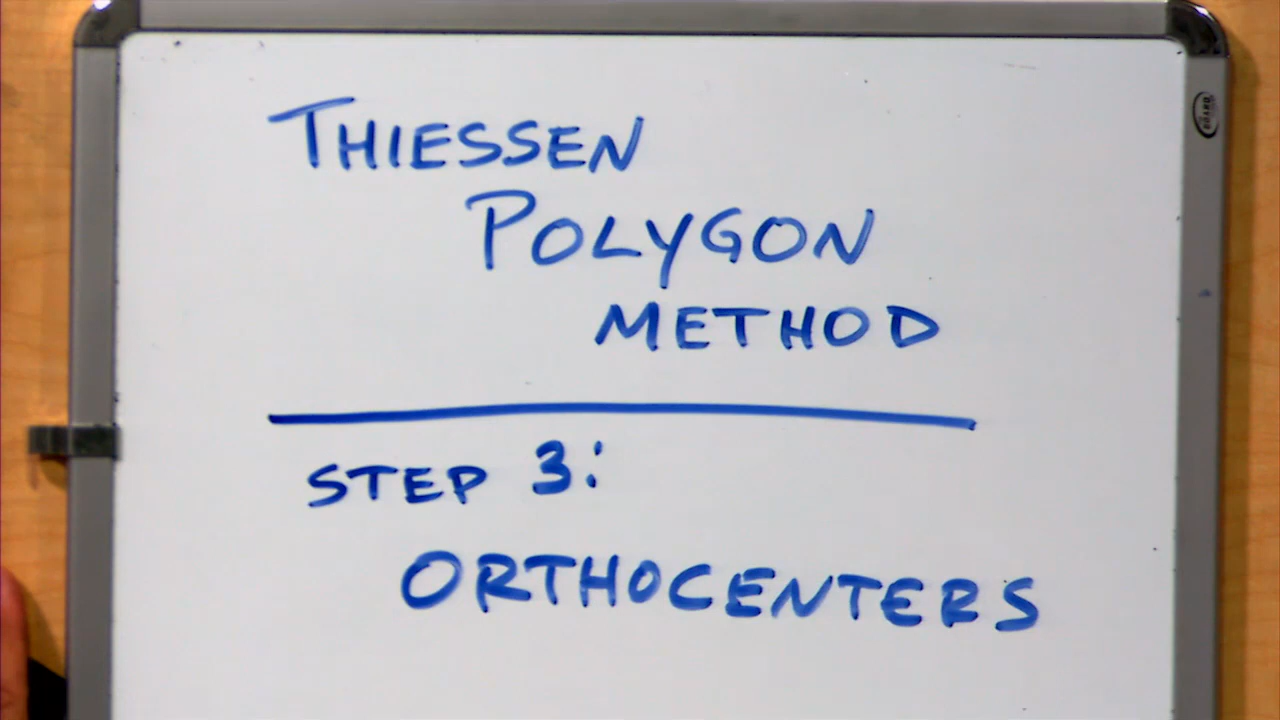 THIESSEN
POLYGON
METHOD
STEP 3:
ORTHOCENTERS